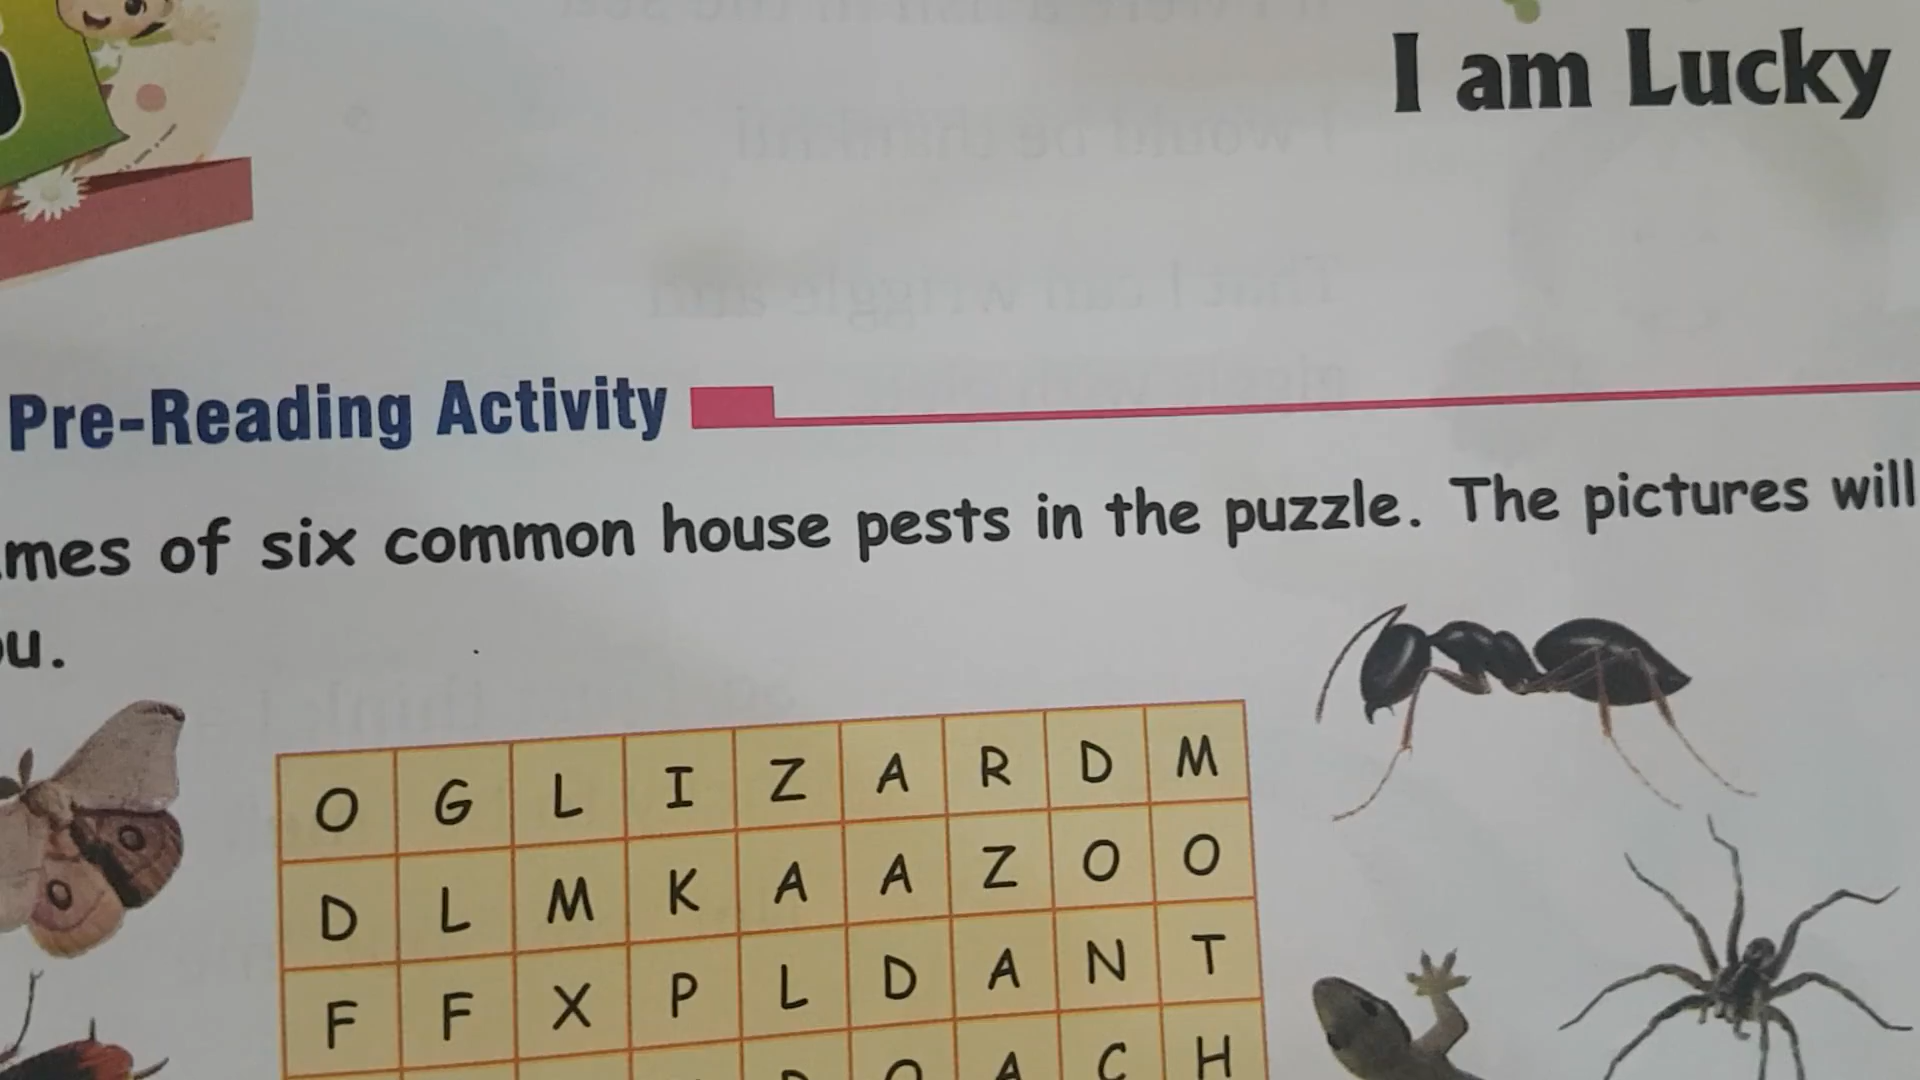 I am Lucky
Pre-Reading Activity
mes of six common house pests in the puzzle. The pictures will
u.
O G L I Z A R D M
D L M K A A Z O O
F F X P L D A N T
A C H